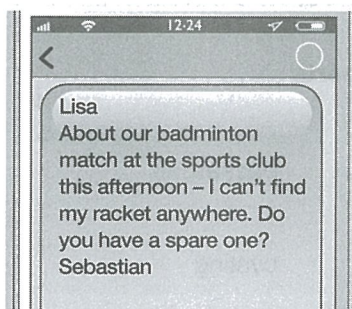 12-24
Lisa
About our badminton
match at the sports club
this afternoon – I can't find
my racket anywhere. Do
you have a spare one?
Sebastian